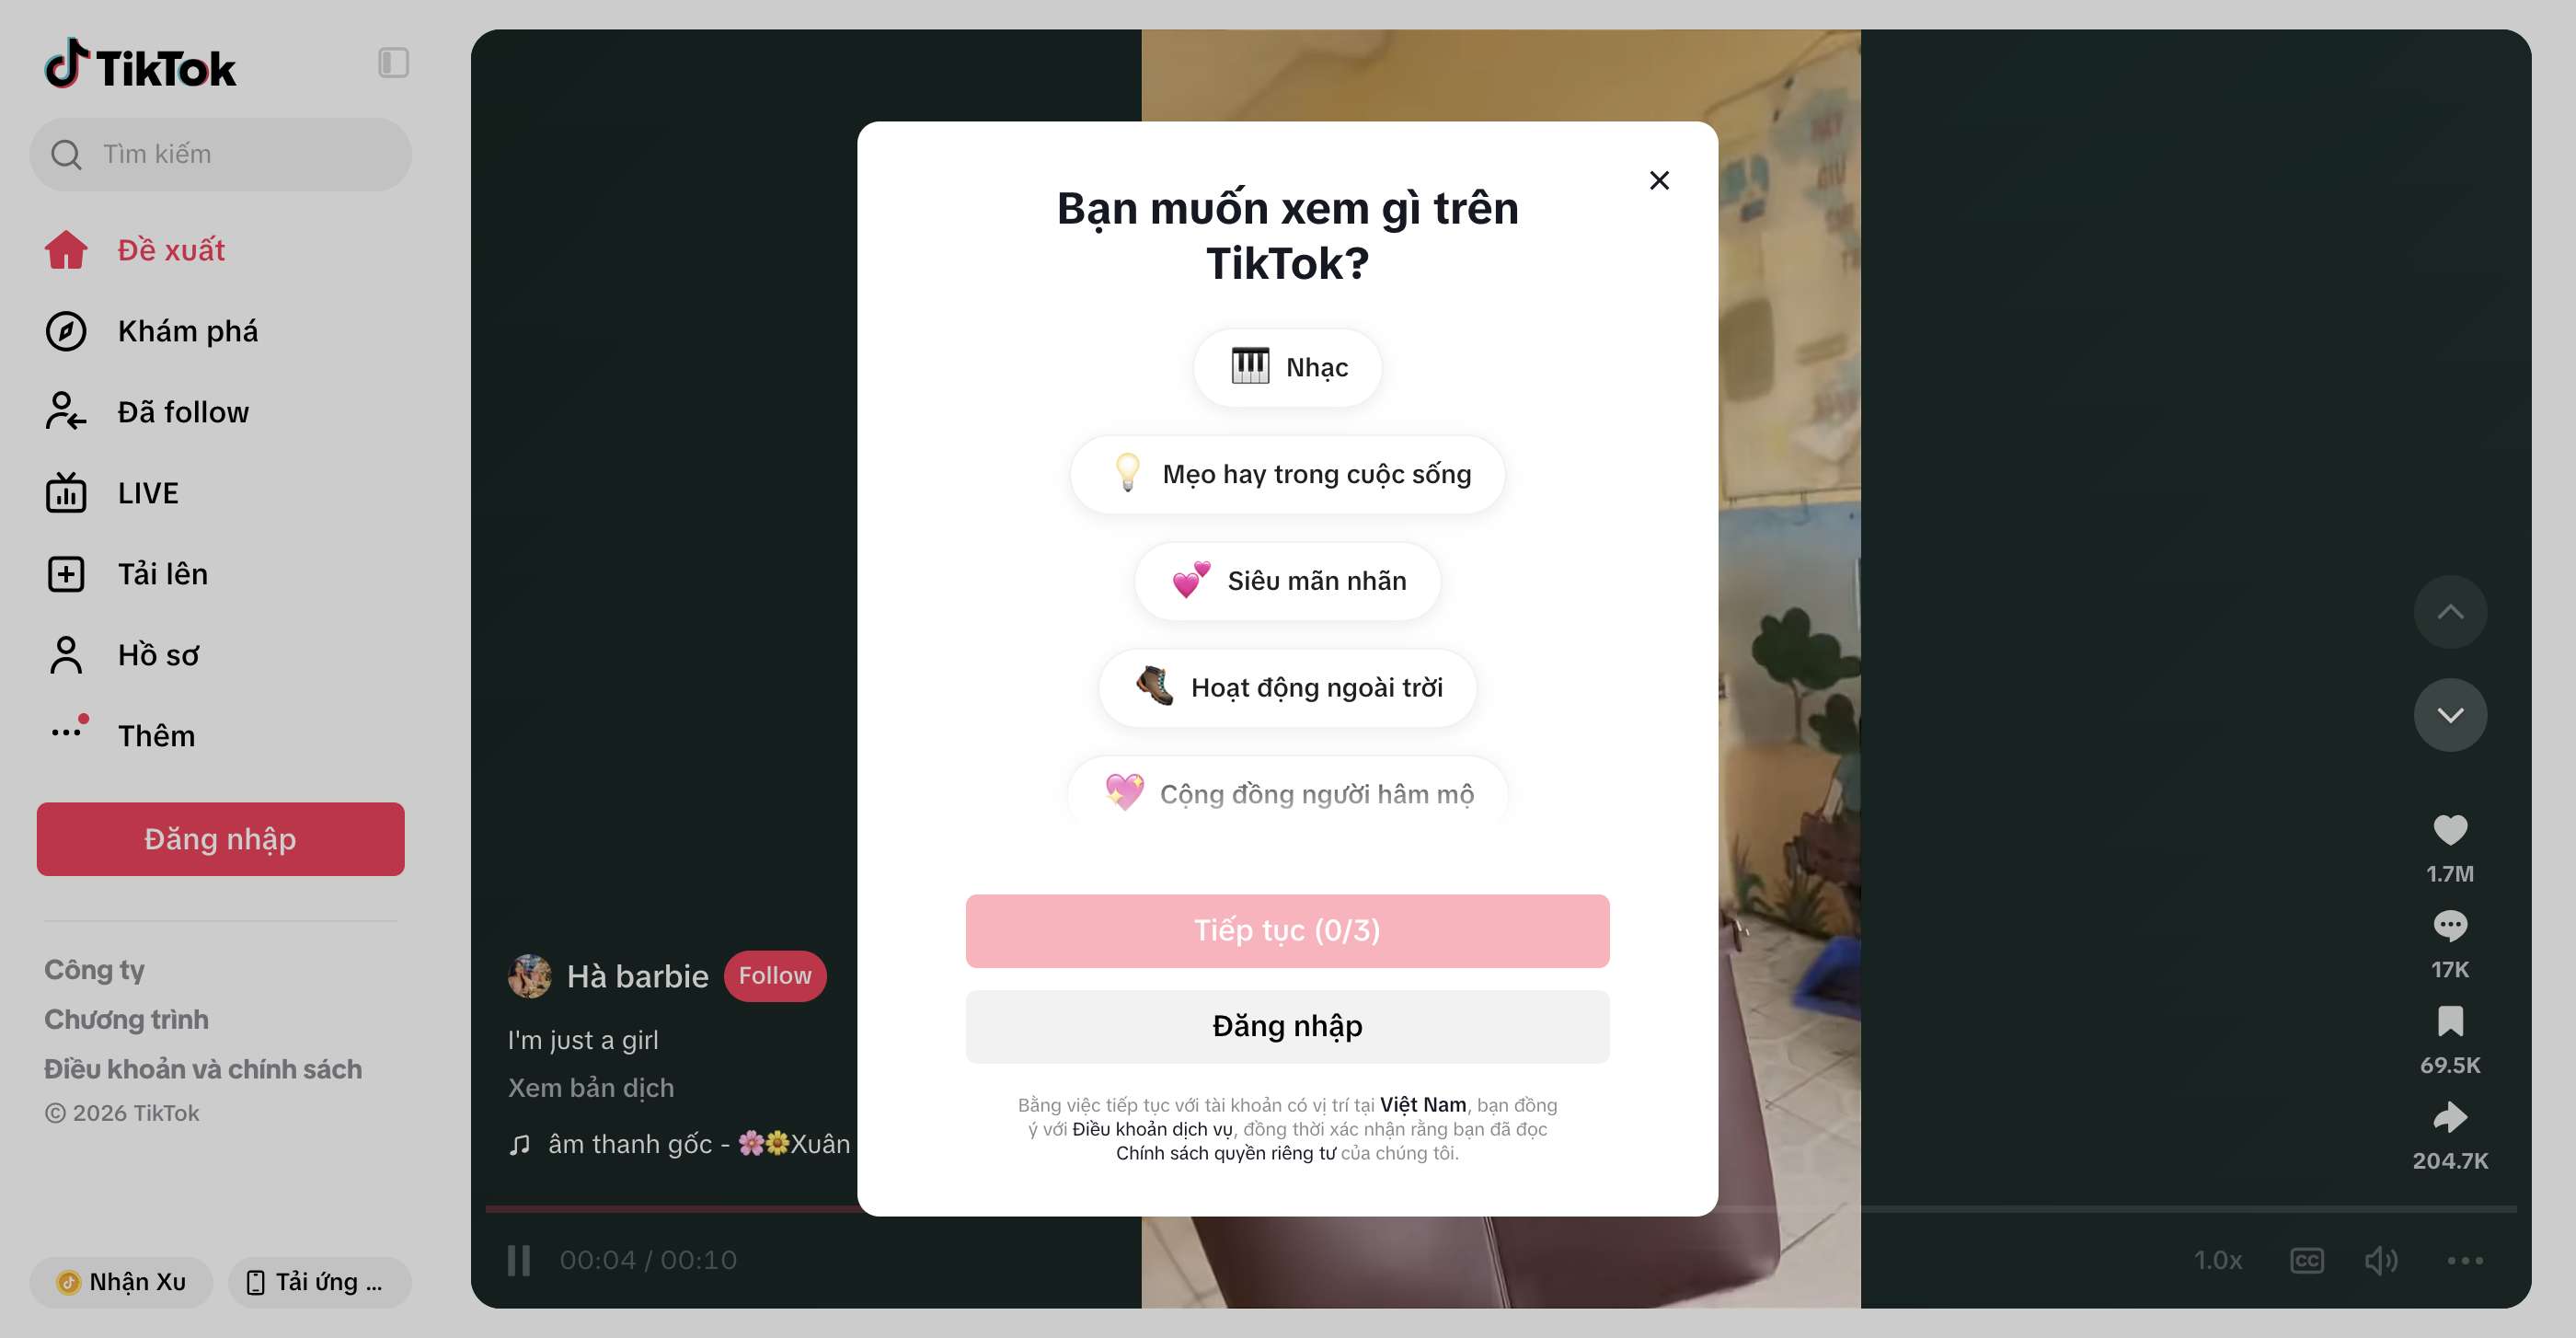 TikTok
Tìm kiếm
Đề xuất
Khám phá
Đã follow
LIVE
Tải lên
Hồ sơ
Thêm
Đăng nhập
Công ty
Chương trình
Điều khoản và chính sách
© 2026 TikTok
Nhận Xu
Tải ứng ...
Hà barbie
Follow
I'm just a girl
Xem bản dịch
âm thanh gốc - 🌸🌼Xuân
00:04 / 00:10
Bạn muốn xem gì trên
TikTok?
🎹 Nhạc
💡 Mẹo hay trong cuộc sống
💕 Siêu mãn nhãn
🥾 Hoạt động ngoài trời
💖 Cộng đồng người hâm mộ
Tiếp tục (0/3)
Đăng nhập
Bằng việc tiếp tục với tài khoản có vị trí tại Việt Nam, bạn đồng
ý với Điều khoản dịch vụ, đồng thời xác nhận rằng bạn đã đọc
Chính sách quyền riêng tư của chúng tôi.
1.7M
17K
69.5K
204.7K
1.0x
CC